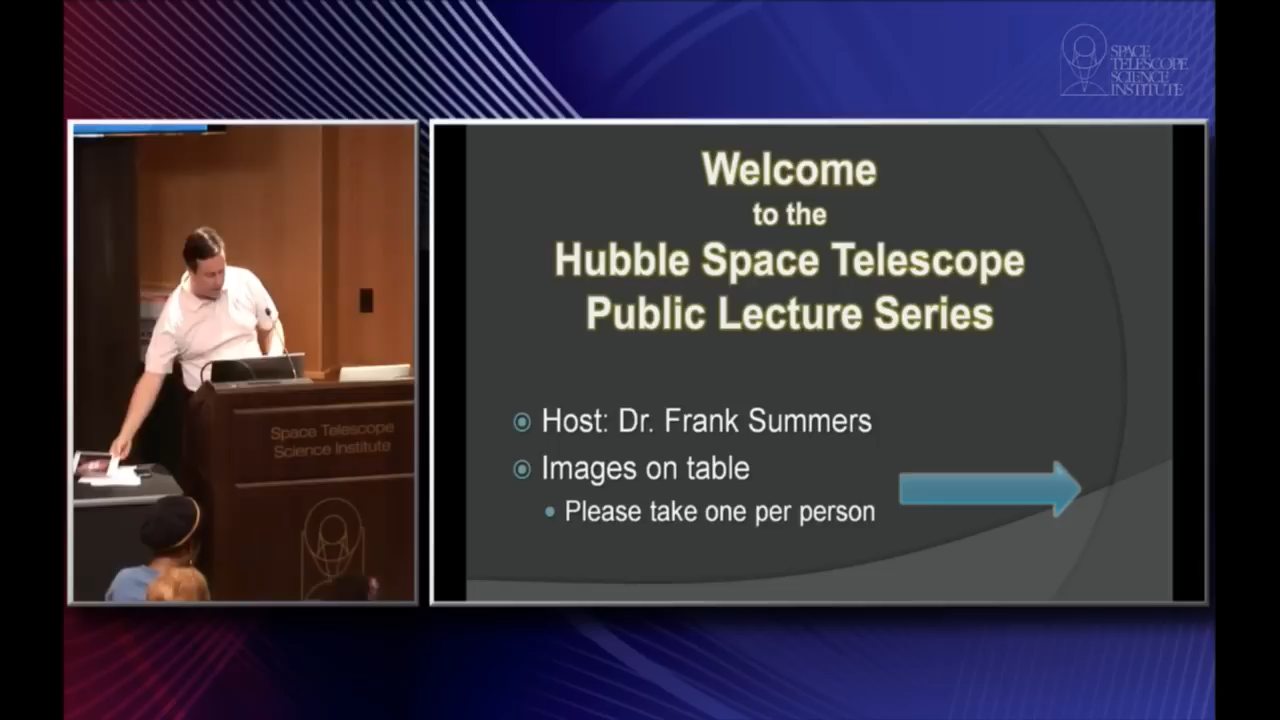 SPACE
TELESCOPE
SCIENCE
INSTITUTE
Space Telescope
Science Institute
Welcome
to the
Hubble Space Telescope
Public Lecture Series
Host: Dr. Frank Summers
Images on table
Please take one per person